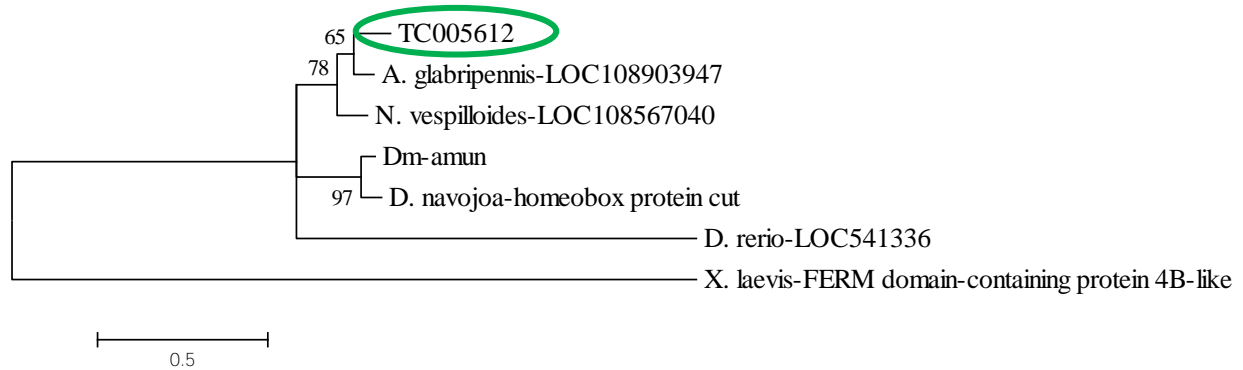 65
TC005612
78
A. glabripennis-LOC108903947
N. vespilloides-LOC108567040
Dm-amun
97
D. navojoa-homeobox protein cut
D. rerio-LOC541336
X. laevis-FERM domain-containing protein 4B-like
0.5